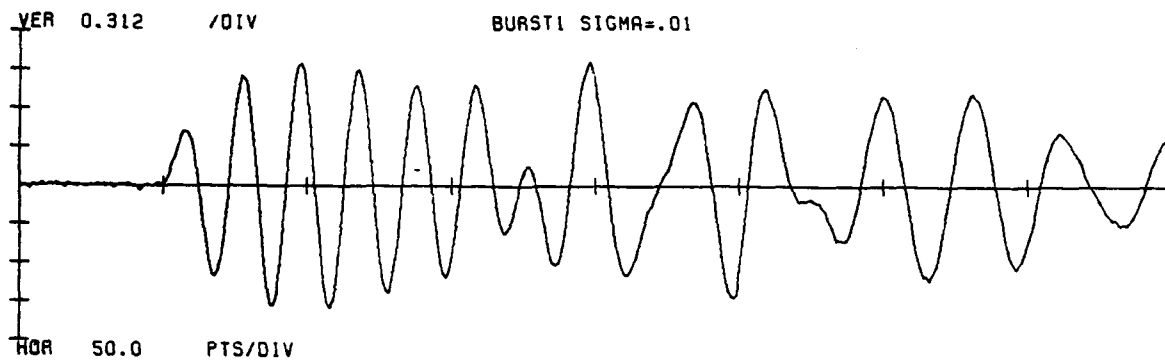 VER 0.312 /DIV BURST1 SIGMA=.01
HOR 50.0 PTS/DIV